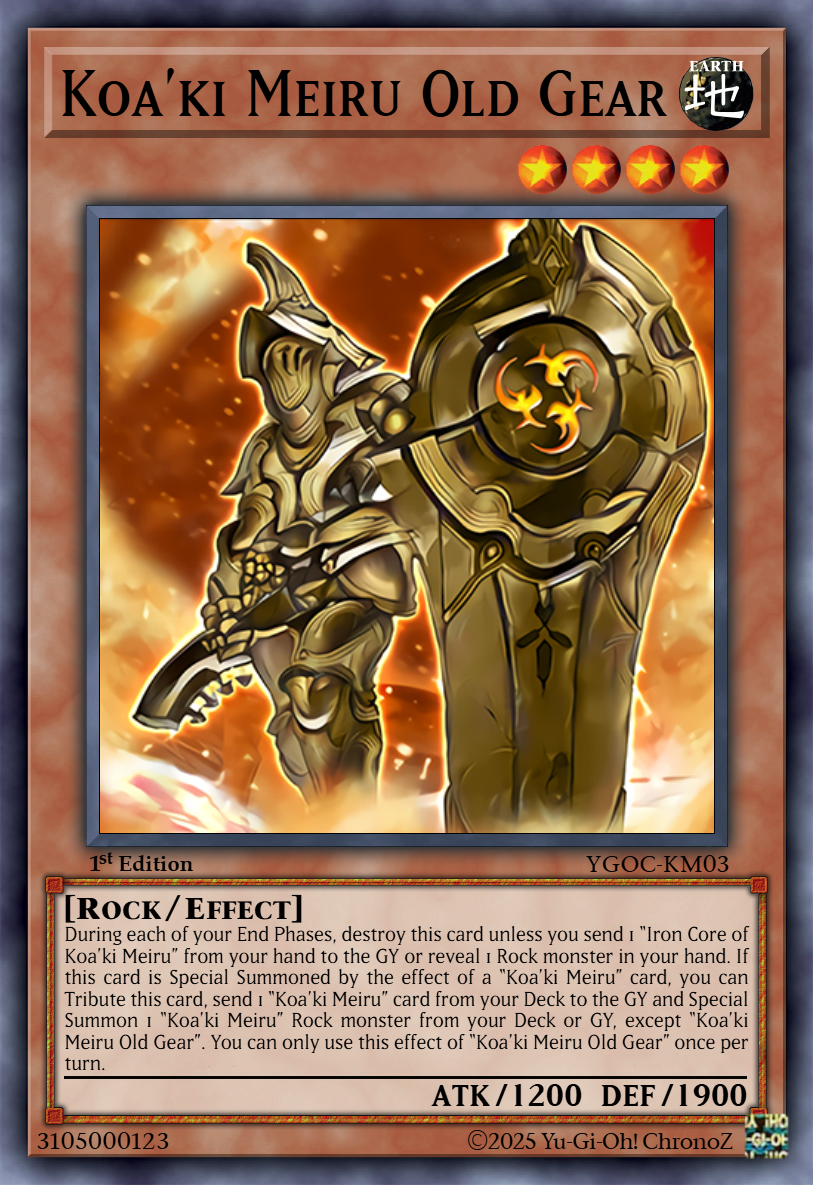 Koa'ki Meiru Old Gear
EARTH
地
1st Edition
YGOC-KM03
[Rock/Effect]
During each of your End Phases, destroy this card unless you send 1 "Iron Core of
Koa'ki Meiru" from your hand to the GY or reveal 1 Rock monster in your hand. If
this card is Special Summoned by the effect of a "Koa'ki Meiru" card, you can
Tribute this card, send 1 "Koa'ki Meiru" card from your Deck to the GY and Special
Summon 1 "Koa'ki Meiru" Rock monster from your Deck or GY, except "Koa'ki
Meiru Old Gear". You can only use this effect of "Koa'ki Meiru Old Gear" once per
turn.
ATK/1200 DEF/1900
3105000123
©2025 Yu-Gi-Oh! ChronoZ